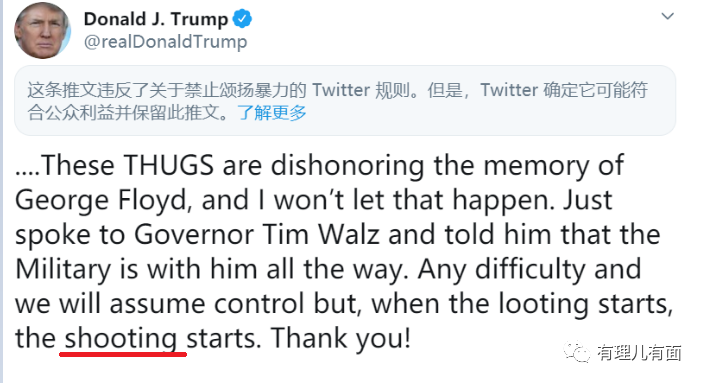 Donald J. Trump
@realDonaldTrump
这条推文违反了关于禁止颂扬暴力的 Twitter 规则。但是，Twitter 确定它可能符
合公众利益并保留此推文。了解更多
....These THUGS are dishonoring the memory of
George Floyd, and I won’t let that happen. Just
spoke to Governor Tim Walz and told him that the
Military is with him all the way. Any difficulty and
we will assume control but, when the looting starts,
the shooting starts. Thank you!
有理儿有面